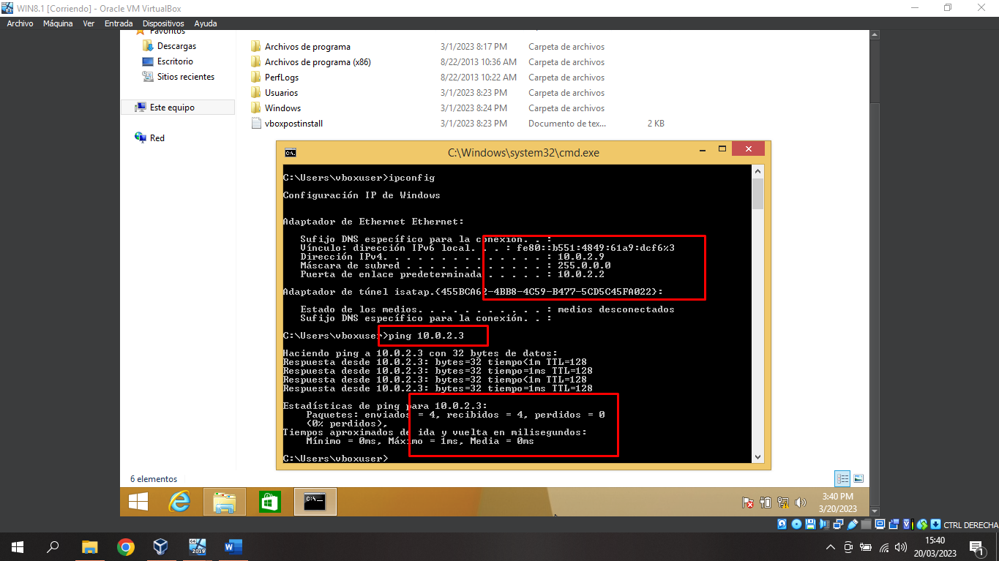 WIN8.1 [Corriendo] - Oracle VM VirtualBox
Archivo Máquina Ver Entrada Dispositivos Ayuda
Favoritos
Descargas
Escritorio
Sitios recientes
Este equipo
Red
Archivos de programa 3/1/2023 8:17 PM Carpeta de archivos
Archivos de programa (x86) 8/22/2013 10:36 AM Carpeta de archivos
PerfLogs 8/22/2013 10:22 AM Carpeta de archivos
Usuarios 3/1/2023 8:23 PM Carpeta de archivos
Windows 3/1/2023 8:24 PM Carpeta de archivos
vboxpostinstall 3/1/2023 8:23 PM Documento de tex... 2 KB
C:\Windows\system32\cmd.exe
C:\Users\vboxuser>ipconfig
Configuración IP de Windows
Adaptador de Ethernet Ethernet:
Sufijo DNS específico para la conexión. . :
Vínculo: dirección IPv6 local. . . : fe80::b551:4849:61a9:dcf6%3
Dirección IPv4. . . . . . . . . . . . . . : 10.0.2.9
Máscara de subred . . . . . . . . . . . . : 255.0.0.0
Puerta de enlace predeterminada . . . . . : 10.0.2.2
Adaptador de túnel isatap.{455BCA62-4BB8-4C59-B477-5CD5C45FA022}:
Estado de los medios. . . . . . . . . . . : medios desconectados
Sufijo DNS específico para la conexión. . :
C:\Users\vboxuser>ping 10.0.2.3
Haciendo ping a 10.0.2.3 con 32 bytes de datos:
Respuesta desde 10.0.2.3: bytes=32 tiempo<1m TTL=128
Respuesta desde 10.0.2.3: bytes=32 tiempo=1ms TTL=128
Respuesta desde 10.0.2.3: bytes=32 tiempo<1m TTL=128
Respuesta desde 10.0.2.3: bytes=32 tiempo=1ms TTL=128
Estadísticas de ping para 10.0.2.3:
Paquetes: enviados = 4, recibidos = 4, perdidos = 0
(0% perdidos),
Tiempos aproximados de ida y vuelta en milisegundos:
Mínimo = 0ms, Máximo = 1ms, Media = 0ms
C:\Users\vboxuser>
6 elementos
3:40 PM
3/20/2023
CTRL DERECHA
15:40
20/03/2023
1